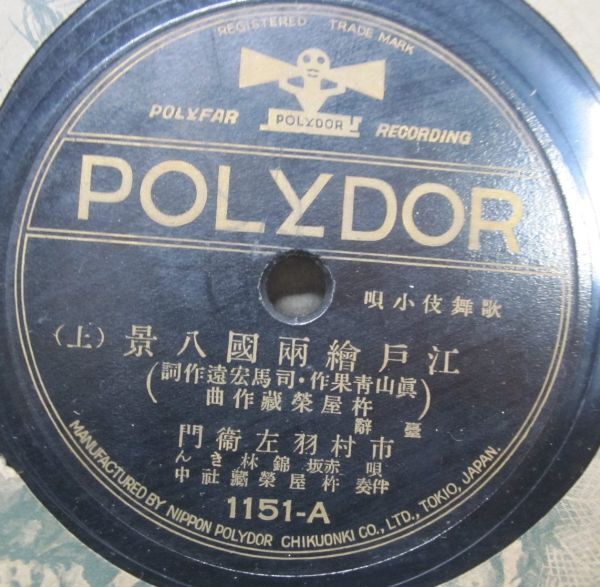 REGISTERED TRADE MARK
POLYFAR POLYDOR RECORDING
POLYDOR
歌舞伎小唄
江戸繪兩國八景（上）
（眞山青果作・司馬宏遠作詞
杵屋榮藏作曲）
臺辭 市村羽左衞門
唄 赤坂 錦林きん
伴奏 杵屋榮藏社中
1151-A
MANUFACTURED BY NIPPON POLYDOR CHIKUONKI CO., LTD., TOKIO, JAPAN.